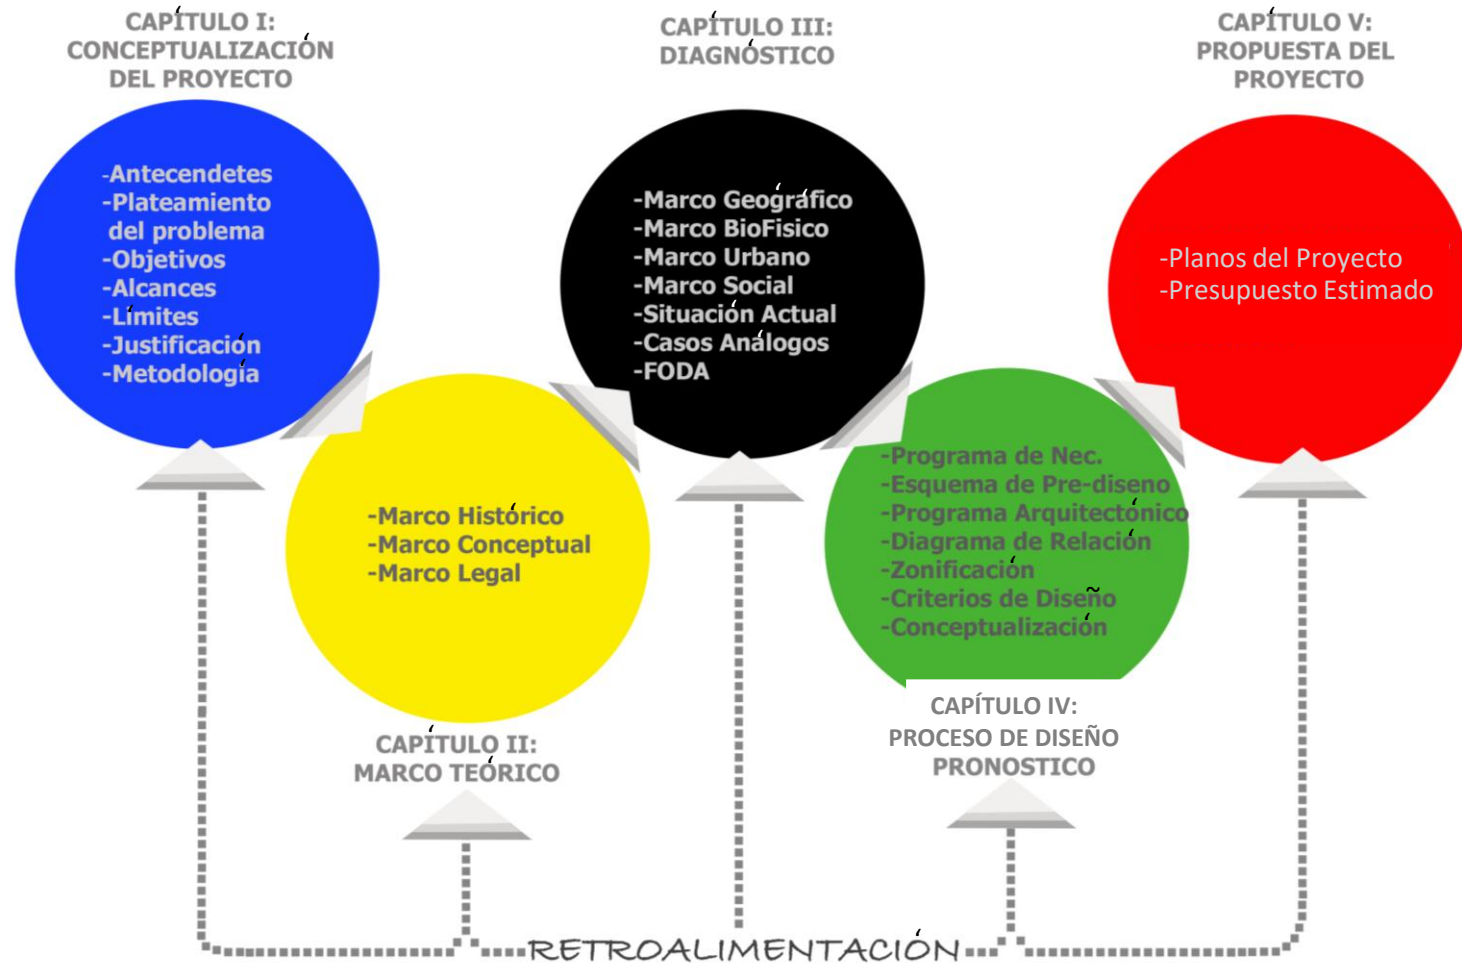 CAPÍTULO I:
CONCEPTUALIZACIÓN
DEL PROYECTO
-Antecendetes
-Plateamiento
del problema
-Objetivos
-Alcances
-Límites
-Justificación
-Metodología
CAPÍTULO II:
MARCO TEÓRICO
-Marco Histórico
-Marco Conceptual
-Marco Legal
CAPÍTULO III:
DIAGNÓSTICO
-Marco Geográfico
-Marco BioFisico
-Marco Urbano
-Marco Social
-Situación Actual
-Casos Análogos
-FODA
CAPÍTULO IV:
PROCESO DE DISEÑO
PRONOSTICO
-Programa de Nec.
-Esquema de Pre-diseno
-Programa Arquitectónico
-Diagrama de Relación
-Zonificación
-Criterios de Diseño
-Conceptualización
CAPÍTULO V:
PROPUESTA DEL
PROYECTO
-Planos del Proyecto
-Presupuesto Estimado
RETROALIMENTACIÓN